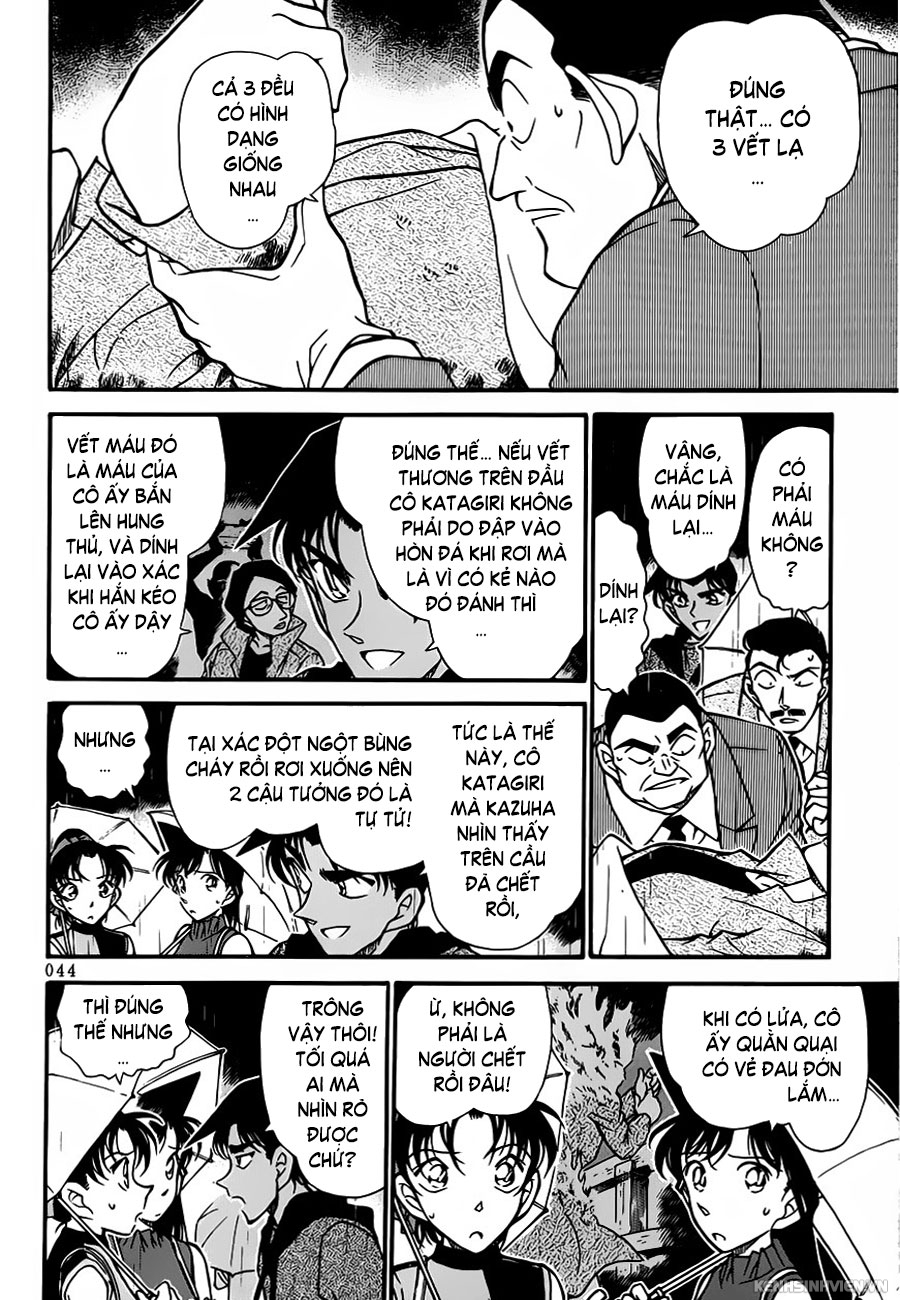 ĐÚNG
THẬT... CÓ
3 VẾT LẠ
...
CẢ 3 ĐỀU
CÓ HÌNH
DẠNG
GIỐNG
NHAU
...
CÓ
PHẢI
MÁU
KHÔNG
?
VÂNG,
CHẮC LÀ
MÁU DÍNH
LẠI...
DÍNH
LẠI?
ĐÚNG THẾ... NẾU VẾT
THƯƠNG TRÊN ĐẦU
CÔ KATAGIRI KHÔNG
PHẢI DO ĐẬP VÀO
HÒN ĐÁ KHI RƠI MÀ
LÀ VÌ CÓ KẺ NÀO
ĐÓ ĐÁNH THÌ
...
VẾT MÁU ĐÓ
LÀ MÁU CỦA
CÔ ẤY BẮN
LÊN HUNG
THỦ, VÀ DÍNH
LẠI VÀO XÁC
KHI HẮN KÉO
CÔ ẤY DẬY
...
TỨC LÀ THẾ
NÀY, CÔ
KATAGIRI
MÀ KAZUHA
NHÌN THẤY
TRÊN CẦU
ĐÃ CHẾT
RỒI,
TẠI XÁC ĐỘT NGỘT BÙNG
CHÁY RỒI RƠI XUỐNG NÊN
2 CẬU TƯỞNG ĐÓ LÀ
TỰ TỬ!
NHƯNG
...
044
KHI CÓ LỬA, CÔ
ẤY QUẰN QUẠI
CÓ VẺ ĐAU ĐỚN
LẮM...
Ừ, KHÔNG
PHẢI LÀ
NGƯỜI CHẾT
RỒI ĐÂU!
TRÔNG
VẬY THÔI!
TỐI QUÁ
AI MÀ
NHÌN RÕ
ĐƯỢC
CHỨ?
THÌ ĐÚNG
THẾ NHƯNG
...
KENHSINHVIEN.VN